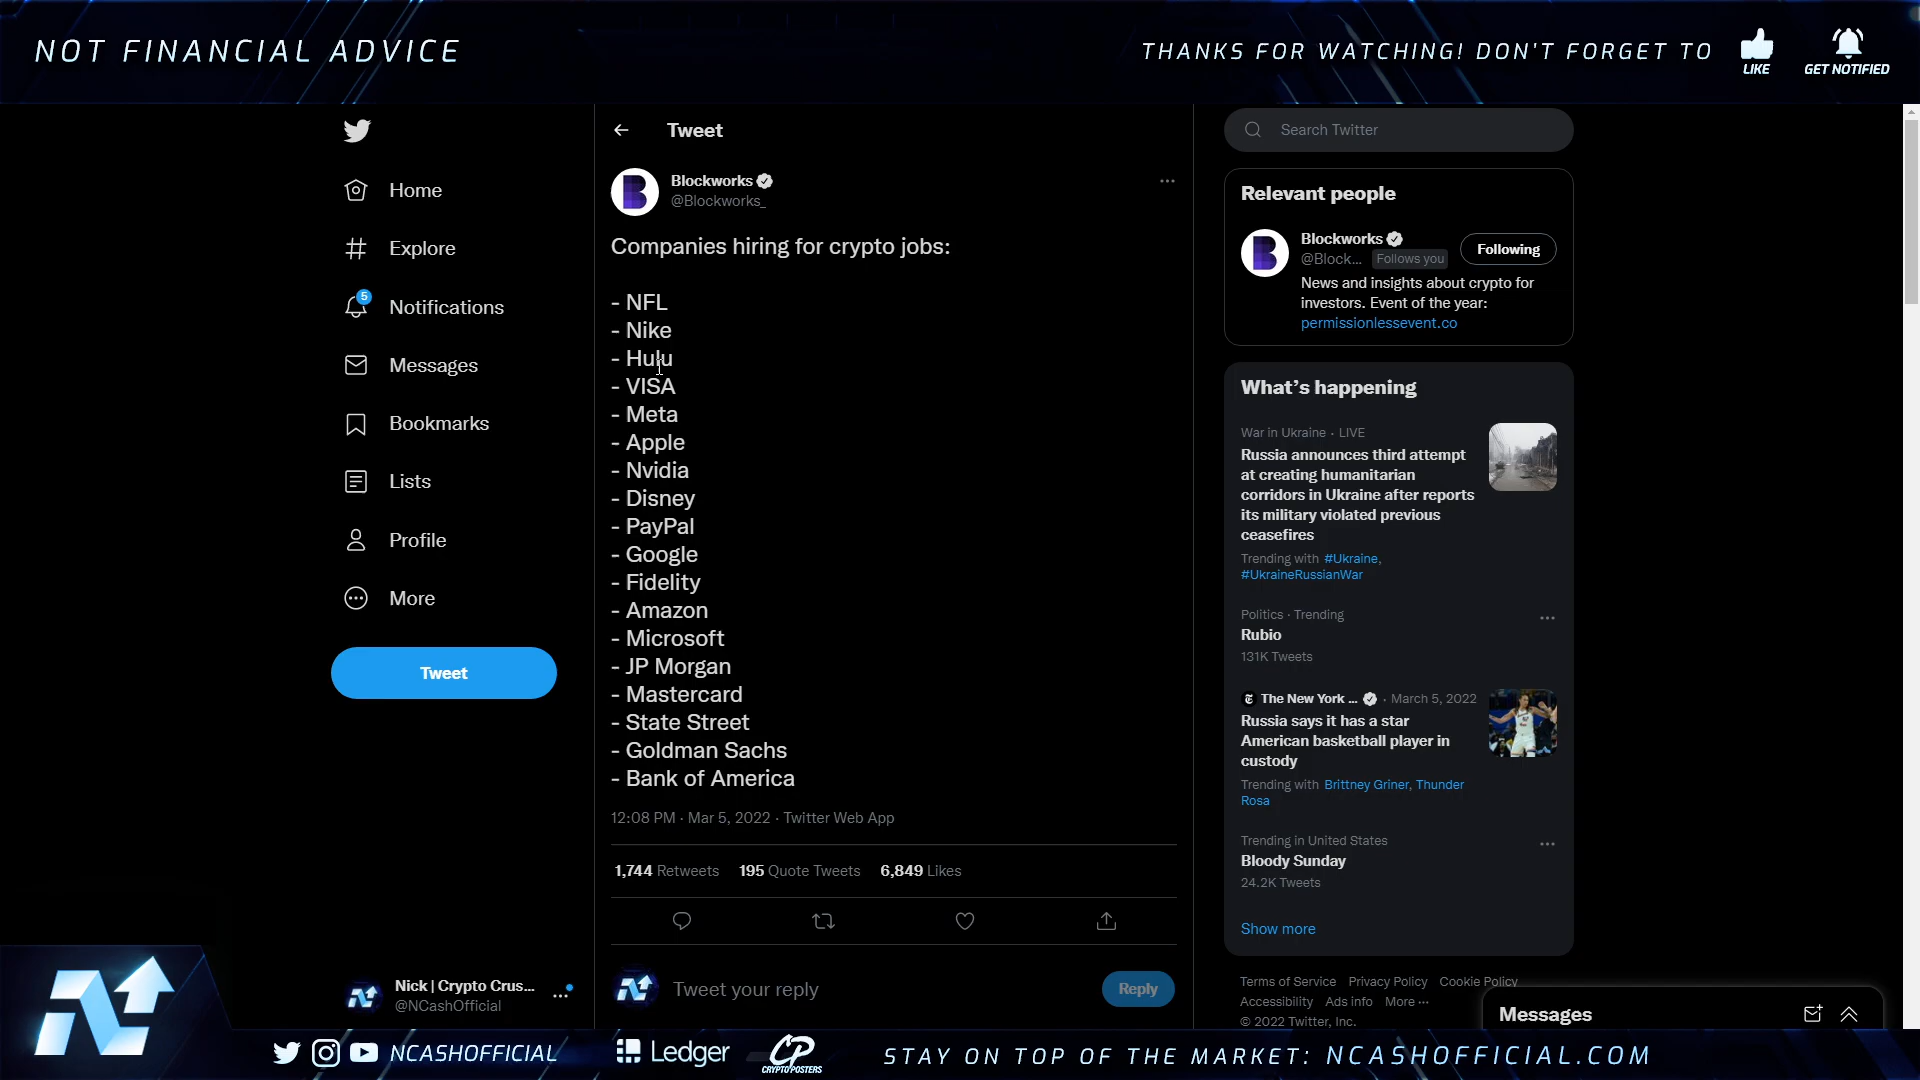 NOT FINANCIAL ADVICE
THANKS FOR WATCHING! DON'T FORGET TO
LIKE
GET NOTIFIED
Home
Explore
5
Notifications
Messages
Bookmarks
Lists
Profile
More
Tweet
Nick | Crypto Crus...
@NCashOfficial
Tweet
Blockworks
@Blockworks_
Companies hiring for crypto jobs:
- NFL
- Nike
- Hulu
- VISA
- Meta
- Apple
- Nvidia
- Disney
- PayPal
- Google
- Fidelity
- Amazon
- Microsoft
- JP Morgan
- Mastercard
- State Street
- Goldman Sachs
- Bank of America
12:08 PM · Mar 5, 2022 · Twitter Web App
1,744 Retweets 195 Quote Tweets 6,849 Likes
Tweet your reply
Reply
Search Twitter
Relevant people
Blockworks
@Block... Follows you
Following
News and insights about crypto for
investors. Event of the year:
permissionlessevent.co
What's happening
War in Ukraine · LIVE
Russia announces third attempt
at creating humanitarian
corridors in Ukraine after reports
its military violated previous
ceasefires
Trending with #Ukraine,
#UkraineRussianWar
Politics · Trending
Rubio
131K Tweets
The New York ... · March 5, 2022
Russia says it has a star
American basketball player in
custody
Trending with Brittney Griner, Thunder
Rosa
Trending in United States
Bloody Sunday
24.2K Tweets
Show more
Terms of Service Privacy Policy Cookie Policy
Accessibility Ads info More ...
© 2022 Twitter, Inc.
Messages
NCASHOFFICIAL
Ledger
CP
CRYPTO POSTERS
STAY ON TOP OF THE MARKET: NCASHOFFICIAL.COM